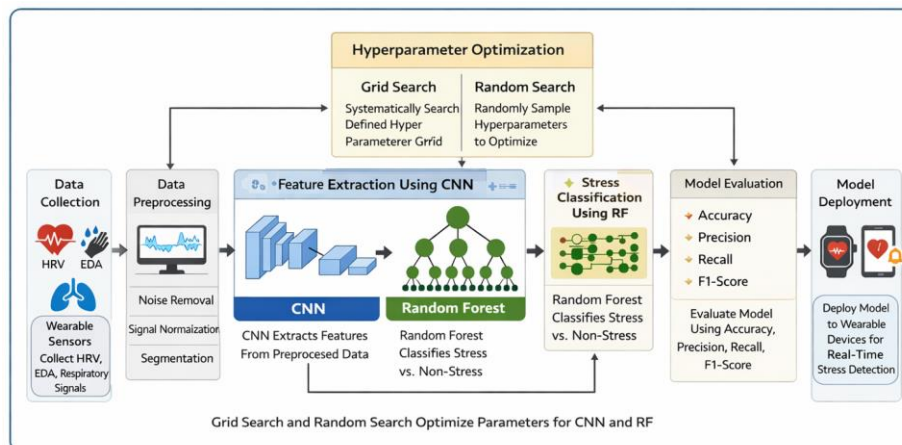 Hyperparameter Optimization
Grid Search
Systematically Search
Defined Hyper
Parameterer Grid
Random Search
Randomly Sample
Hyperparameters
to Optimize
Data
Collection
HRV
EDA
Wearable
Sensors
Collect HRV,
EDA, Respiratory
Signals
Data
Preprocessing
Noise Removal
Signal Normaization
Segmentation
Feature Extraction Using CNN
CNN
Random Forest
CNN Extracts Features
From Preprocesed Data
Random Forest
Classifies Stress
vs. Non-Stress
Stress
Classification
Using RF
Random Forest
Classifies Stress
vs. Non-Stress
Model Evaluation
Accuracy
Precision
Recall
F1-Score
Evaluate Model
Using Accuracy,
Precision, Recall,
F1-Score
Model
Deployment
Deploy Model
to Wearable
Devices for
Real-Time
Stress Detection
Grid Search and Random Search Optimize Parameters for CNN and RF